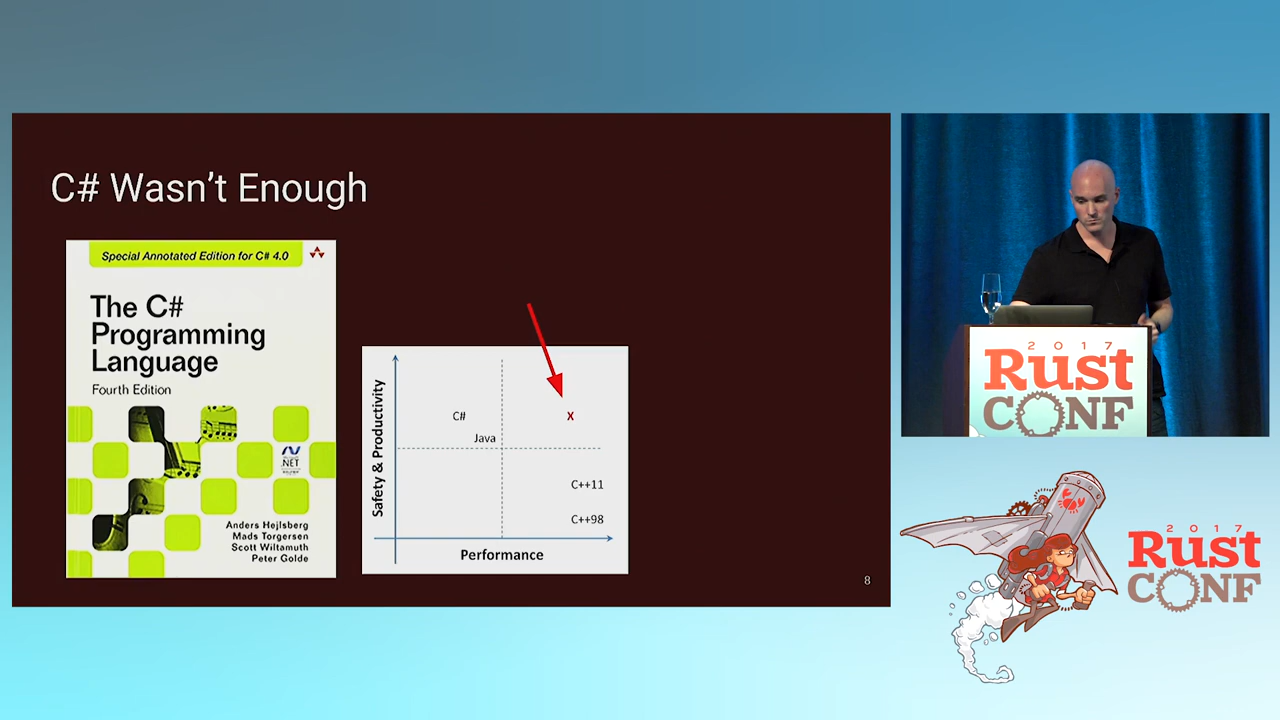 C# Wasn't Enough
Special Annotated Edition for C# 4.0
The C#
Programming
Language
Fourth Edition
.NET
Anders Hejlsberg
Mads Torgersen
Scott Wiltamuth
Peter Golde
Safety & Productivity
C#
X
Java
C++11
C++98
Performance
8
2017
Rust
CONF
2017
Rust
CONF